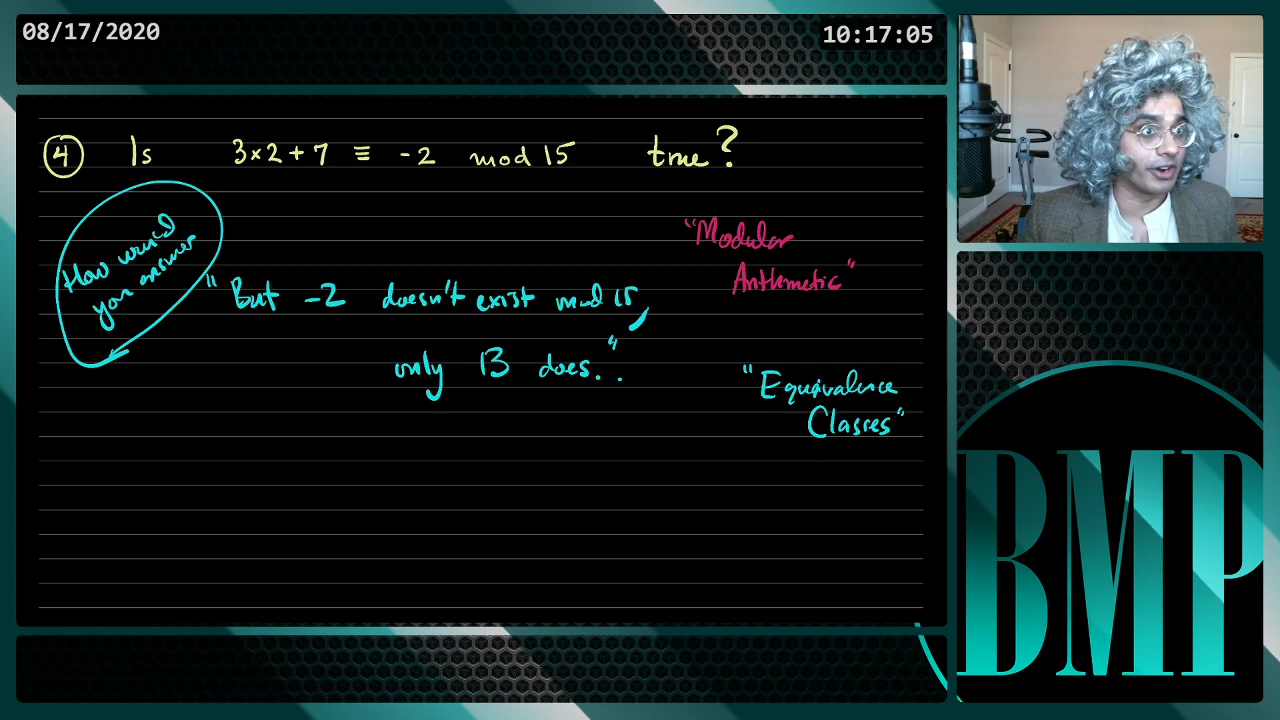 08/17/2020
10:17:05
4 Is 3×2+7 ≡ -2 mod 15 true?
How would
you answer
"Modular
Arithmetic"
"But -2 doesn't exist mod 15,
only 13 does."
"Equivalence
Classes"
BMP